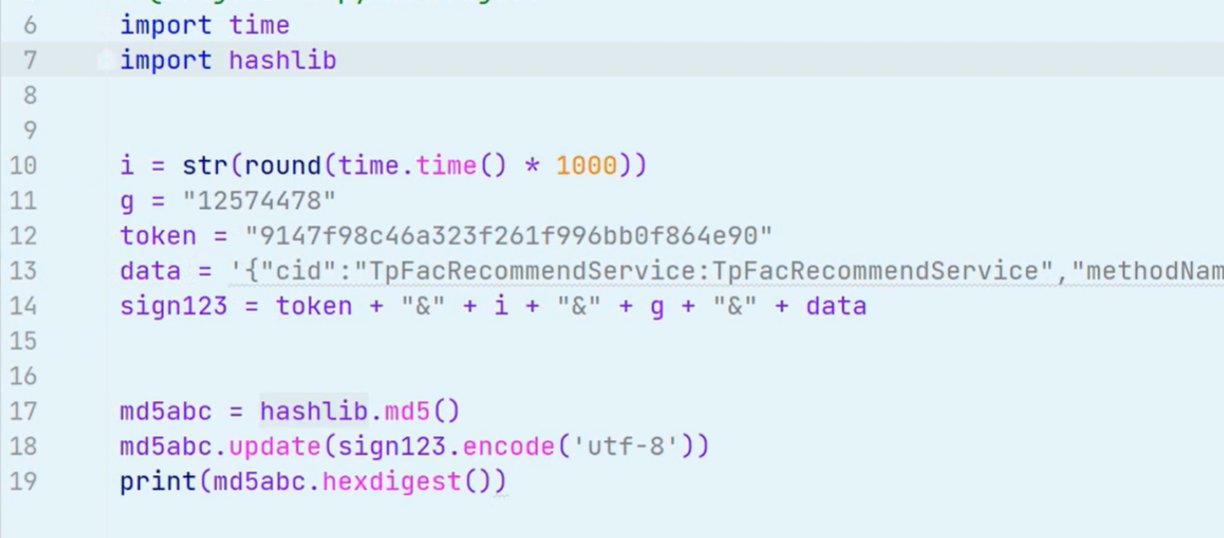 6 import time
7 import hashlib
8
9
10 i = str(round(time.time() * 1000))
11 g = "12574478"
12 token = "9147f98c46a323f261f996bb0f864e90"
13 data = '{"cid":"TpFacRecommendService:TpFacRecommendService","methodNam
14 sign123 = token + "&" + i + "&" + g + "&" + data
15
16
17 md5abc = hashlib.md5()
18 md5abc.update(sign123.encode('utf-8'))
19 print(md5abc.hexdigest())